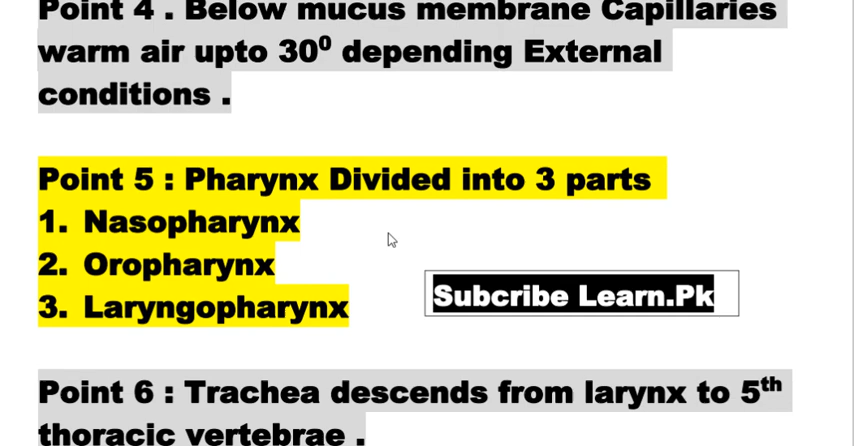 Point 4 . Below mucus membrane Capillaries
warm air upto 30⁰ depending External
conditions .
Point 5 : Pharynx Divided into 3 parts
1. Nasopharynx
2. Oropharynx
3. Laryngopharynx
Subcribe Learn.Pk
Point 6 : Trachea descends from larynx to 5ᵗʰ
thoracic vertebrae .